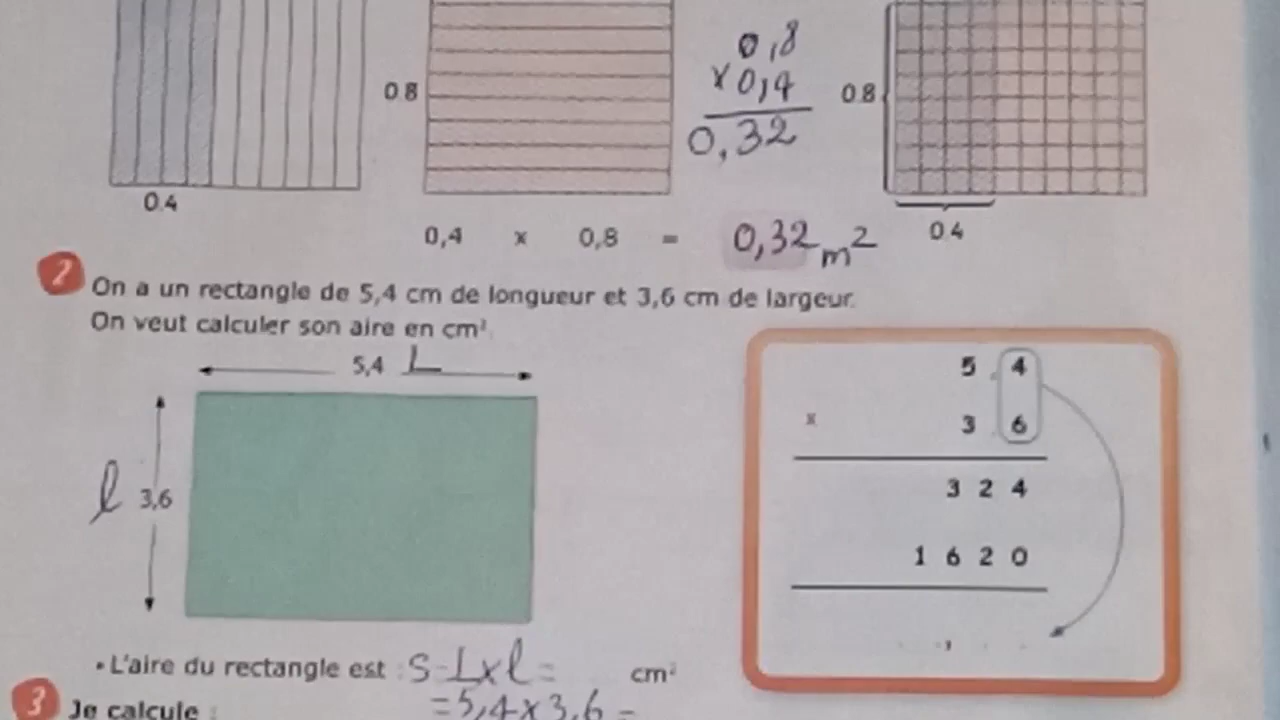 0,8
x 0,4
0,32
0.8
0.8
0.4
0.4
0,4 x 0,8 = 0,32 m²
2 On a un rectangle de 5,4 cm de longueur et 3,6 cm de largeur.
On veut calculer son aire en cm²
5,4 L
l 3,6
5 . 4
x 3 . 6
3 2 4
1 6 2 0
,
• L'aire du rectangle est : S=L×l= cm²
=5,4×3,6=
3 Je calcule :